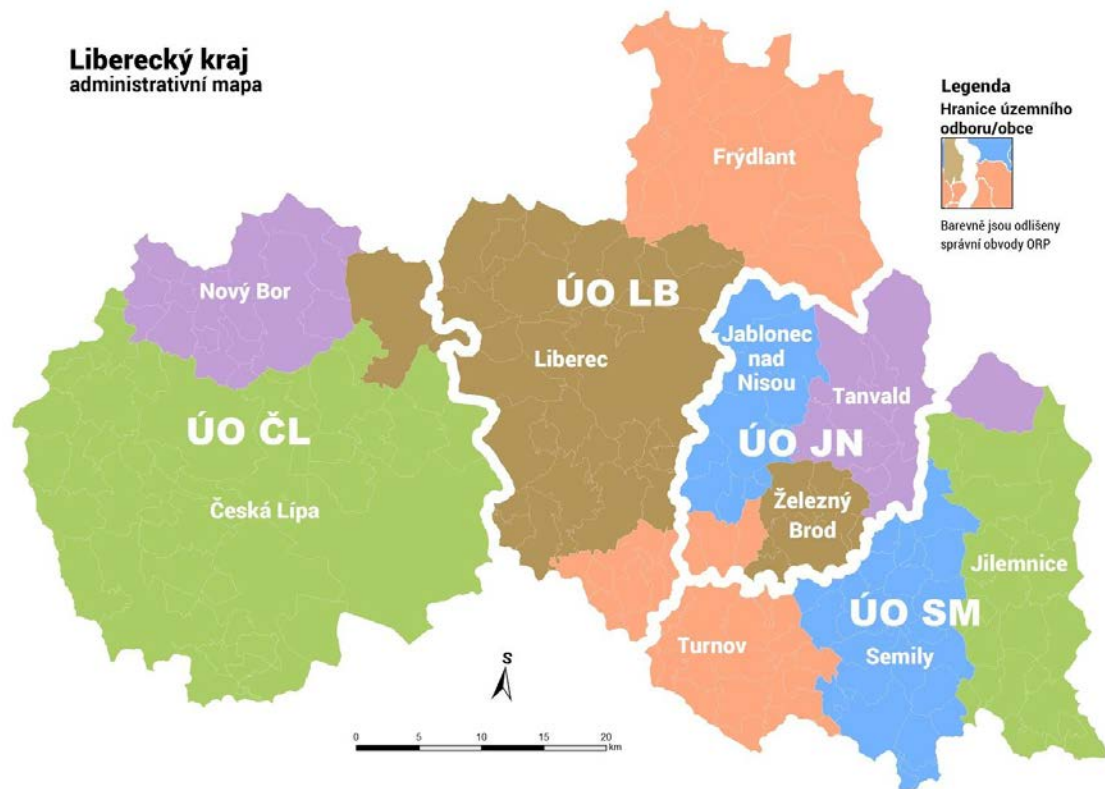 Liberecký kraj
administrativní mapa
Legenda
Hranice územního
odboru/obce
Barevně jsou odlišeny
správní obvody ORP
Frýdlant
Nový Bor
ÚO LB
Liberec
Jablonec
nad
Nisou
Tanvald
ÚO ČL
ÚO JN
Česká Lípa
Železný
Brod
Jilemnice
ÚO SM
Turnov
Semily
S
0 5 10 15 20
km